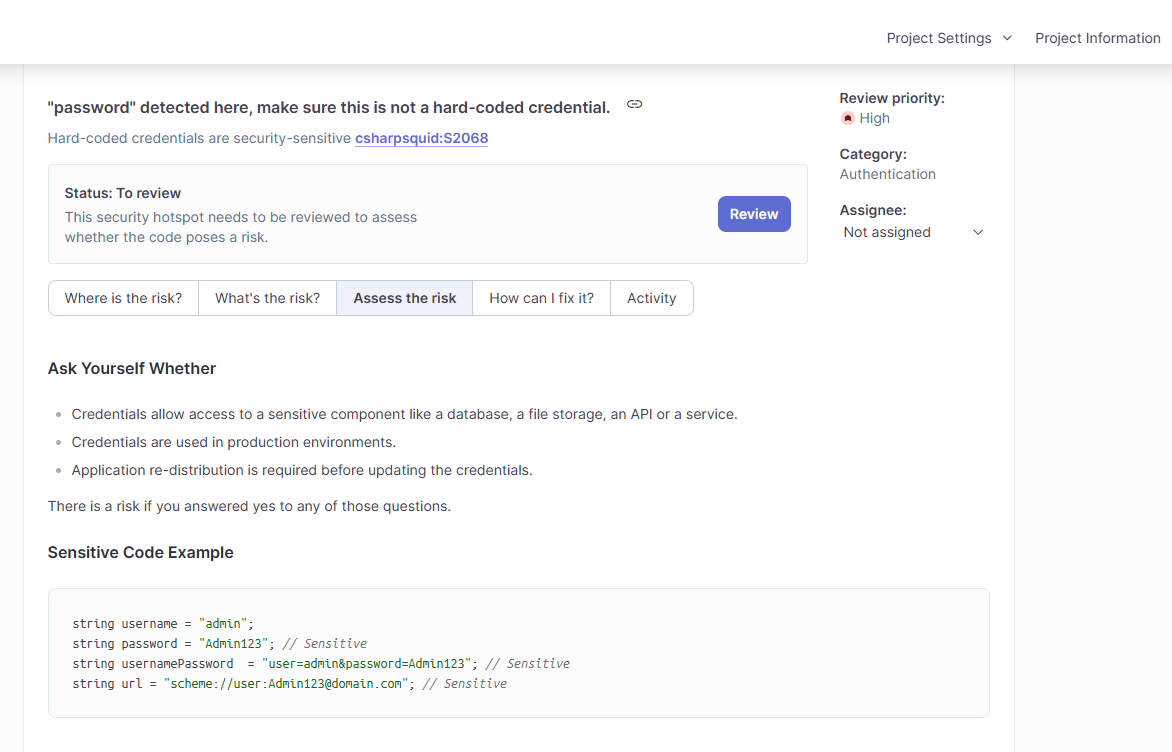 Project Settings Project Information
"password" detected here, make sure this is not a hard-coded credential.
Hard-coded credentials are security-sensitive csharpsquid:S2068
Status: To review
This security hotspot needs to be reviewed to assess
whether the code poses a risk.
Review
Review priority:
High
Category:
Authentication
Assignee:
Not assigned
Where is the risk? What's the risk? Assess the risk How can I fix it? Activity
Ask Yourself Whether
Credentials allow access to a sensitive component like a database, a file storage, an API or a service.
Credentials are used in production environments.
Application re-distribution is required before updating the credentials.
There is a risk if you answered yes to any of those questions.
Sensitive Code Example
string username = "admin";
string password = "Admin123"; // Sensitive
string usernamePassword  = "user=admin&password=Admin123"; // Sensitive
string url = "scheme://user:Admin123@domain.com"; // Sensitive